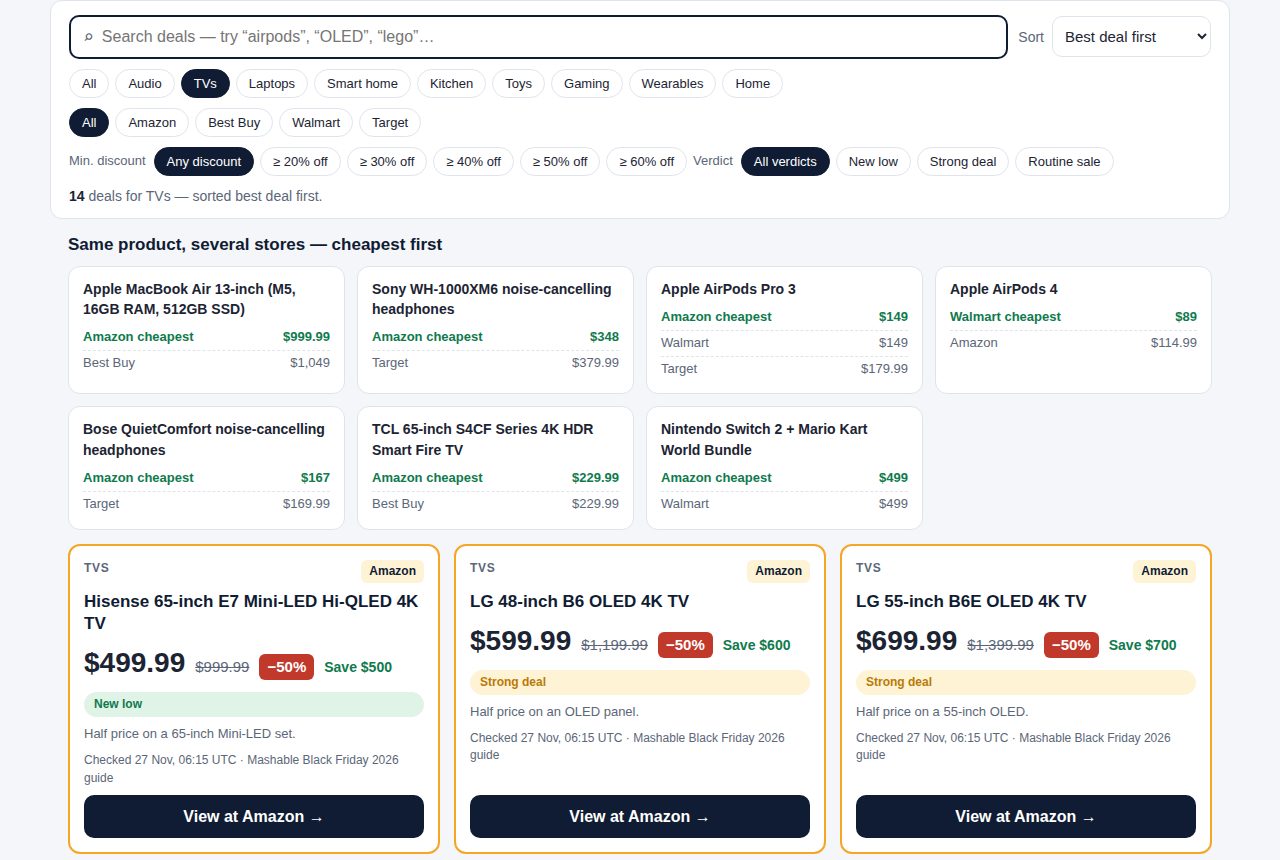 Search deals — try “airpods”, “OLED”, “lego”…
Sort
Best deal first
All Audio TVs Laptops Smart home Kitchen Toys Gaming Wearables Home
All Amazon Best Buy Walmart Target
Min. discount Any discount ≥ 20% off ≥ 30% off ≥ 40% off ≥ 50% off ≥ 60% off Verdict All verdicts New low Strong deal Routine sale
14 deals for TVs — sorted best deal first.
Same product, several stores — cheapest first
Apple MacBook Air 13-inch (M5,
16GB RAM, 512GB SSD)
Amazon cheapest $999.99
Best Buy $1,049
Sony WH-1000XM6 noise-cancelling
headphones
Amazon cheapest $348
Target $379.99
Apple AirPods Pro 3
Amazon cheapest $149
Walmart $149
Target $179.99
Apple AirPods 4
Walmart cheapest $89
Amazon $114.99
Bose QuietComfort noise-cancelling
headphones
Amazon cheapest $167
Target $169.99
TCL 65-inch S4CF Series 4K HDR
Smart Fire TV
Amazon cheapest $229.99
Best Buy $229.99
Nintendo Switch 2 + Mario Kart
World Bundle
Amazon cheapest $499
Walmart $499
TVS Amazon
Hisense 65-inch E7 Mini-LED Hi-QLED 4K
TV
$499.99 $999.99 −50% Save $500
New low
Half price on a 65-inch Mini-LED set.
Checked 27 Nov, 06:15 UTC · Mashable Black Friday 2026
guide
View at Amazon →
TVS Amazon
LG 48-inch B6 OLED 4K TV
$599.99 $1,199.99 −50% Save $600
Strong deal
Half price on an OLED panel.
Checked 27 Nov, 06:15 UTC · Mashable Black Friday 2026
guide
View at Amazon →
TVS Amazon
LG 55-inch B6E OLED 4K TV
$699.99 $1,399.99 −50% Save $700
Strong deal
Half price on a 55-inch OLED.
Checked 27 Nov, 06:15 UTC · Mashable Black Friday 2026
guide
View at Amazon →